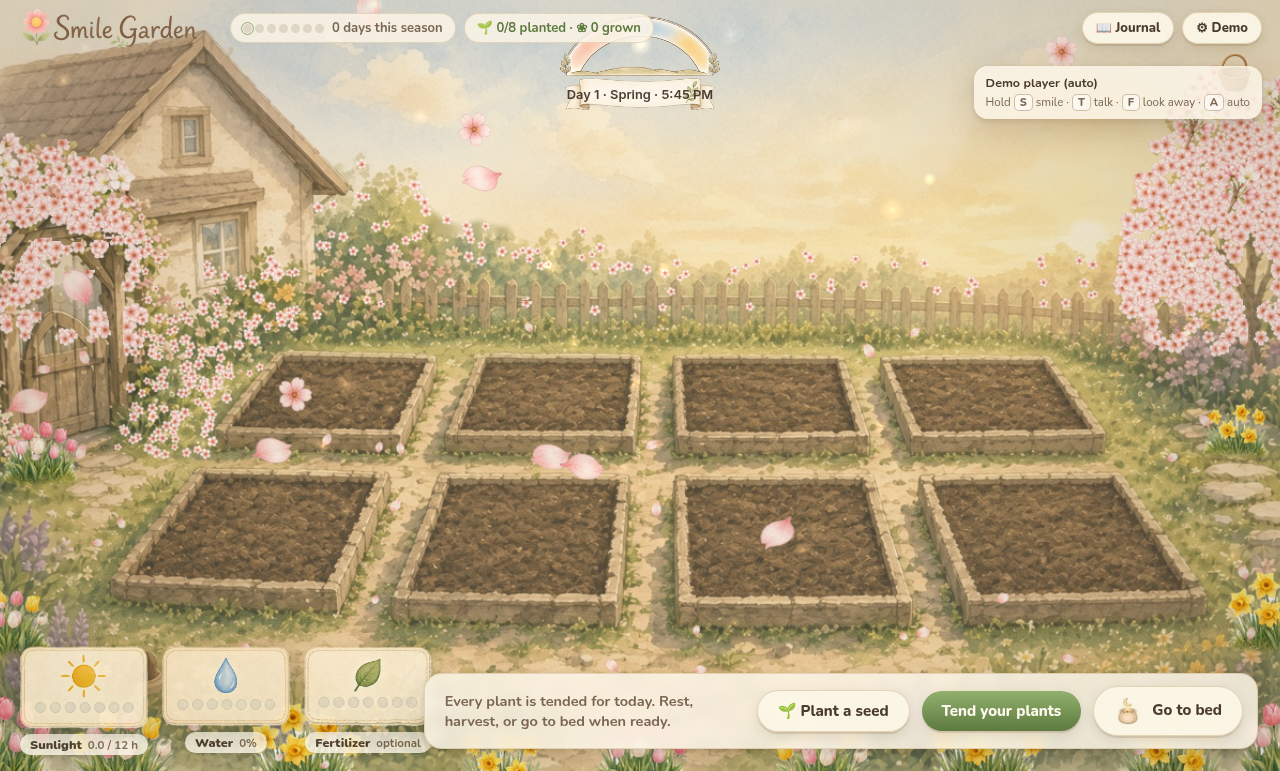 Smile Garden
0 days this season
0/8 planted · ❀ 0 grown
Journal
Demo
Day 1 · Spring · 5:45 PM
Demo player (auto)
Hold S smile · T talk · F look away · A auto
Every plant is tended for today. Rest,
harvest, or go to bed when ready.
Plant a seed
Tend your plants
Go to bed
Sunlight 0.0 / 12 h
Water 0%
Fertilizer optional